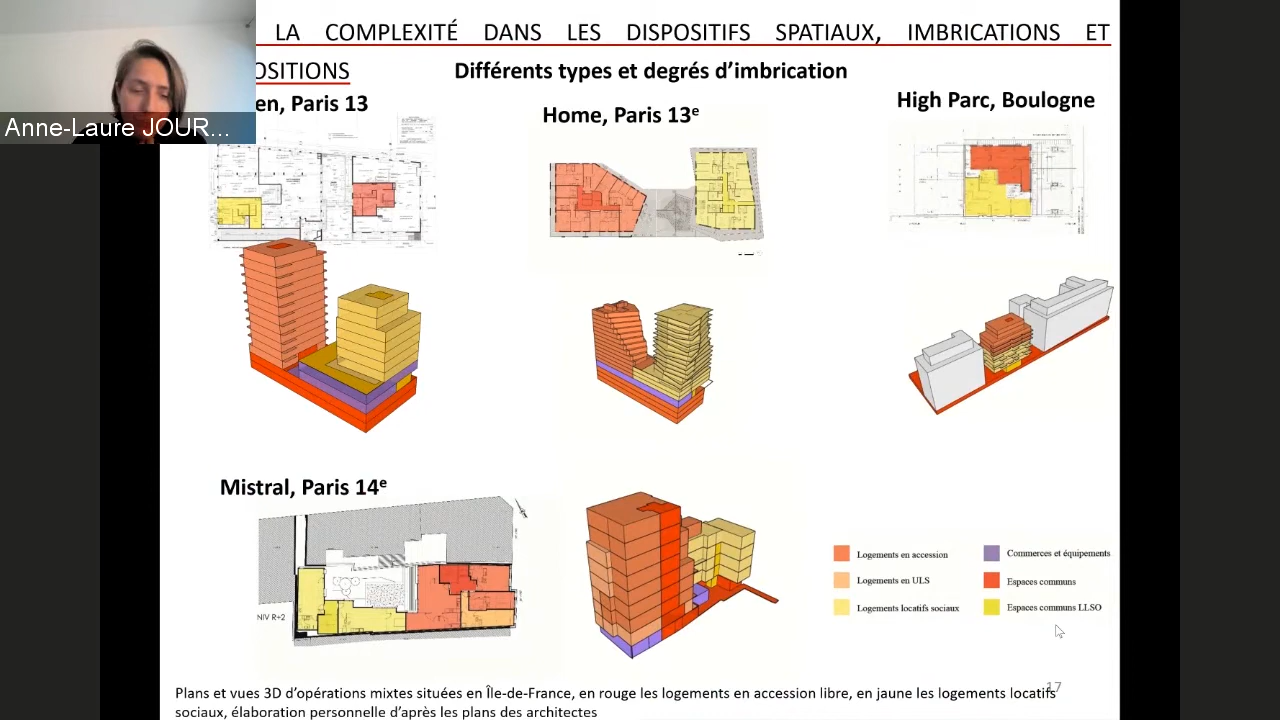 LA COMPLEXITÉ DANS LES DISPOSITIFS SPATIAUX, IMBRICATIONS ET
OSITIONS
Différents types et degrés d’imbrication
en, Paris 13
Home, Paris 13e
High Parc, Boulogne
Anne-Laure JOUR...
Mistral, Paris 14e
NIV R+2
Logements en accession
Logements en ULS
Logements locatifs sociaux
Commerces et équipements
Espaces communs
Espaces communs LLSO
17
Plans et vues 3D d’opérations mixtes situées en Île-de-France, en rouge les logements en accession libre, en jaune les logements locatifs
sociaux, élaboration personnelle d’après les plans des architectes